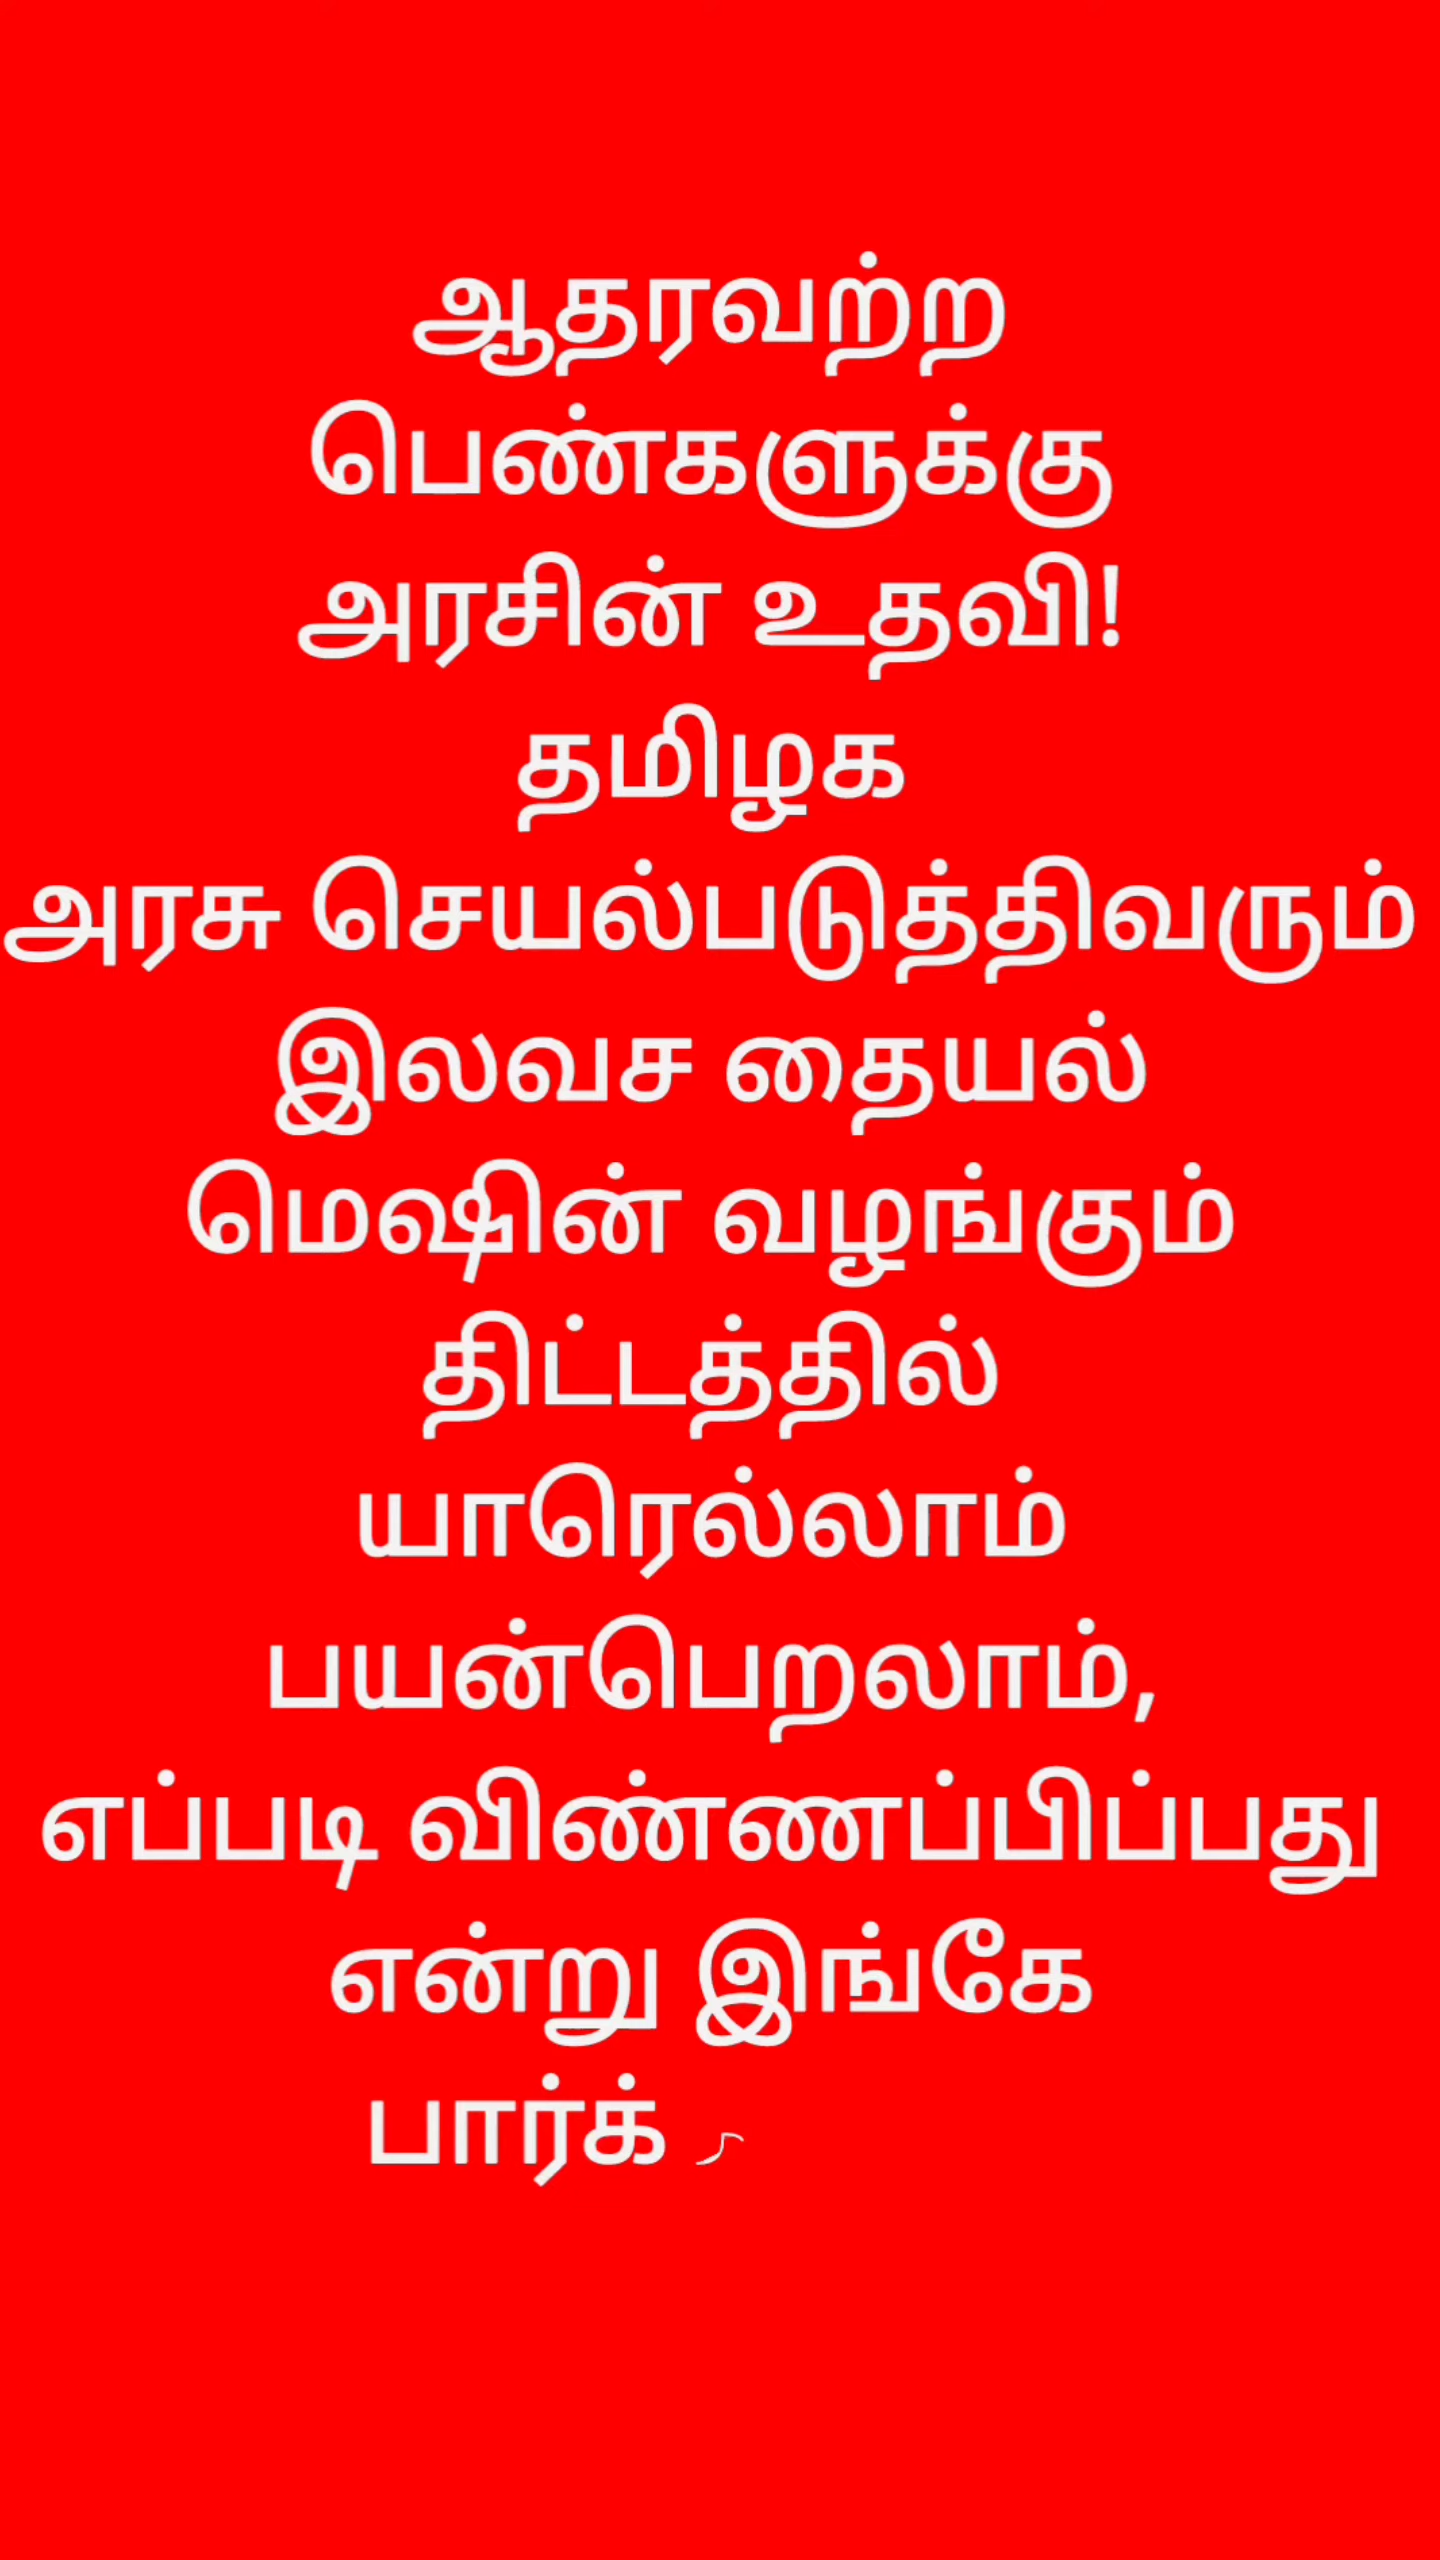 ஆதரவற்ற
பெண்களுக்கு
அரசின் உதவி!
தமிழக
அரசு செயல்படுத்திவரும்
இலவச தையல்
மெஷின் வழங்கும்
திட்டத்தில்
யாரெல்லாம்
பயன்பெறலாம்,
எப்படி விண்ணப்பிப்பது
என்று இங்கே
பார்க்